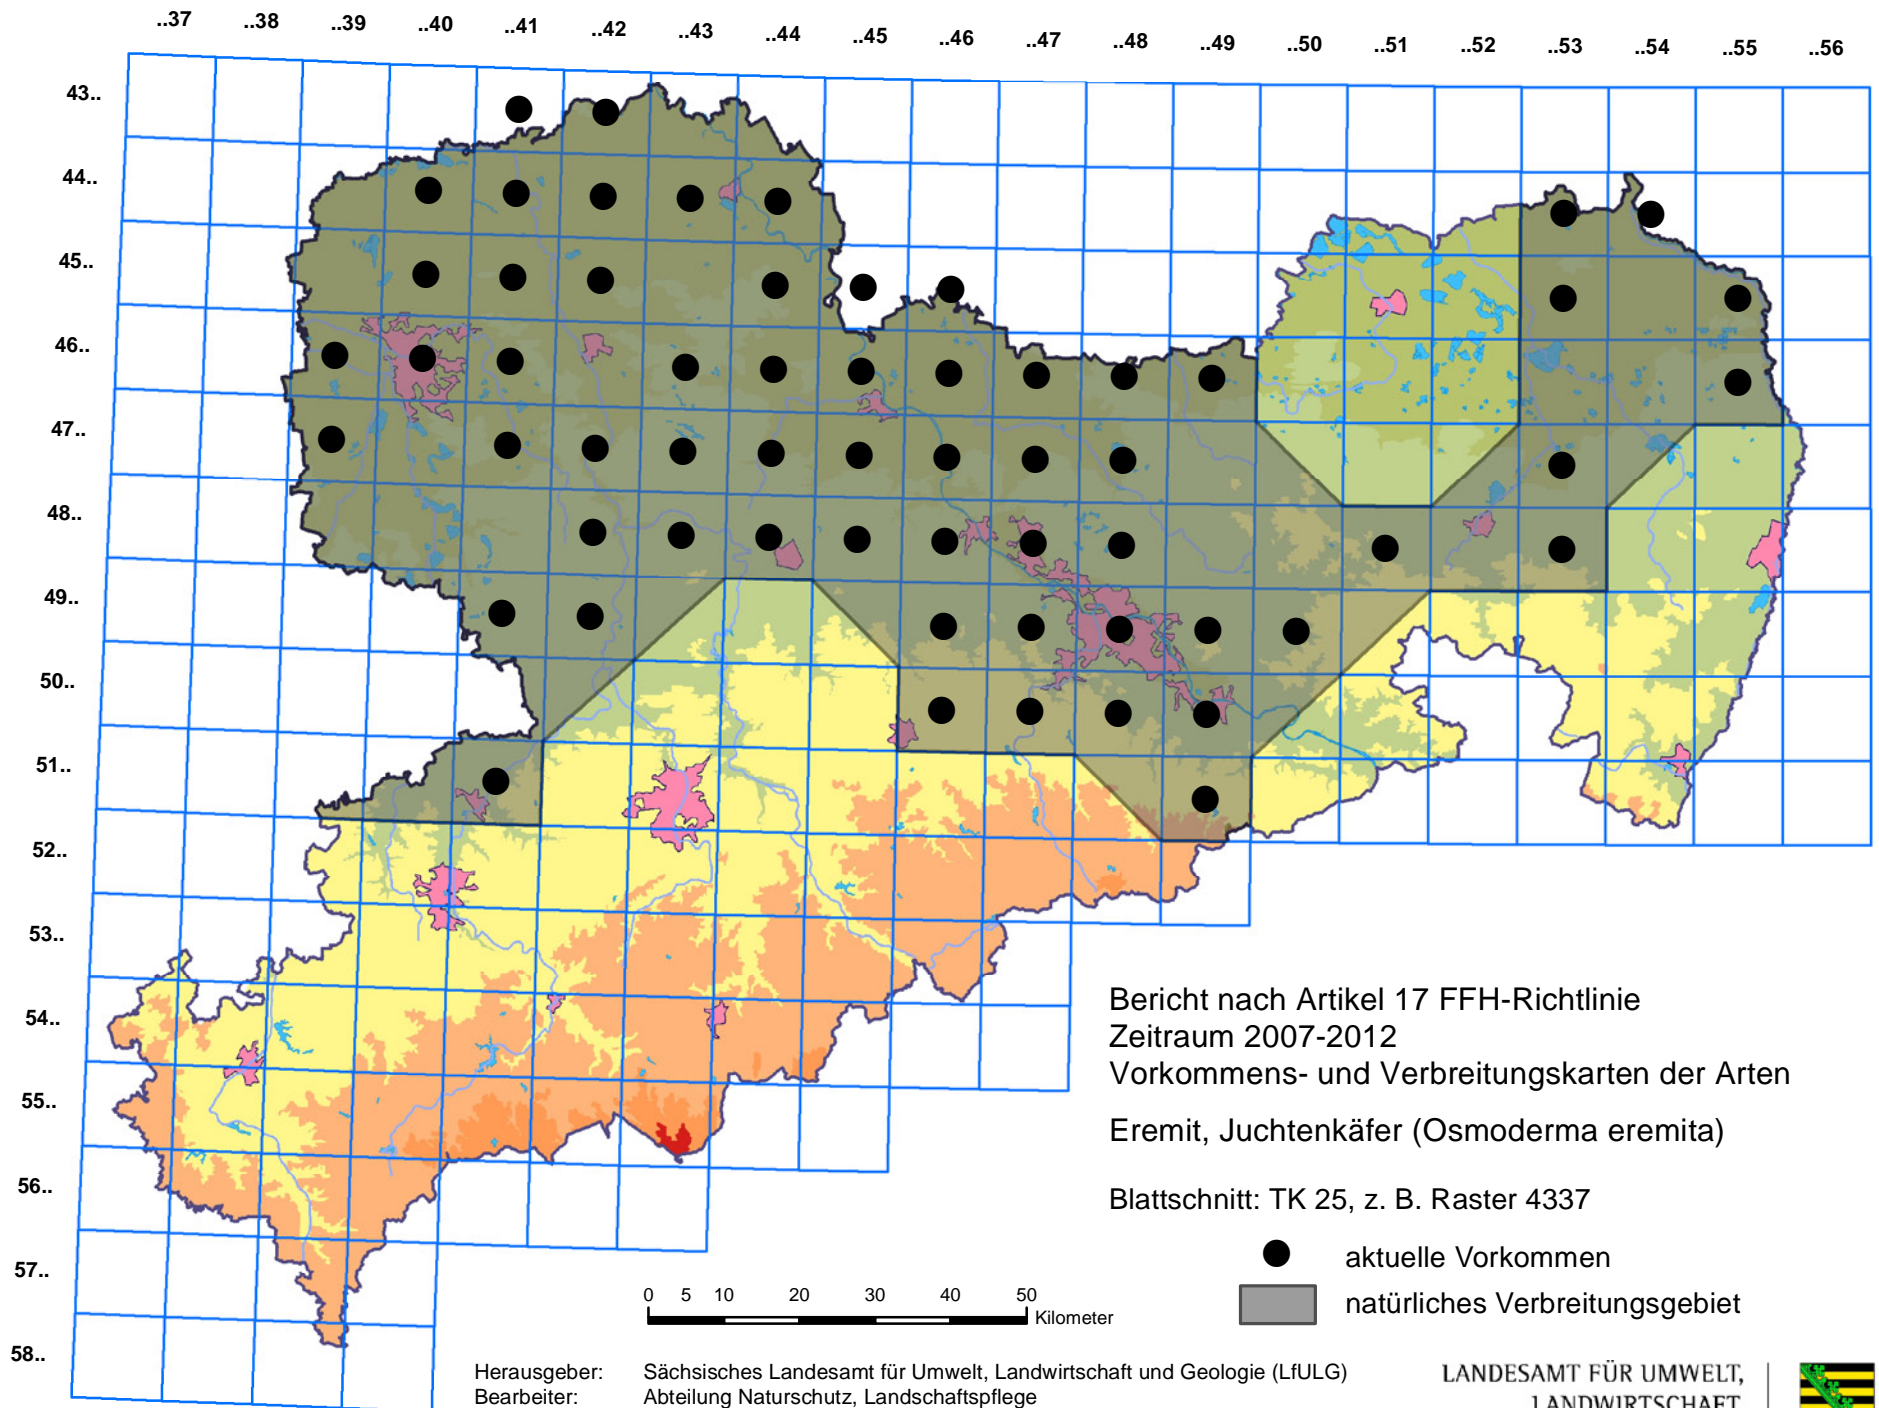 ..37 ..38 ..39 ..40 ..41 ..42 ..43 ..44 ..45 ..46 ..47 ..48 ..49 ..50 ..51 ..52 ..53 ..54 ..55 ..56
43..
44..
45..
46..
47..
48..
49..
50..
51..
52..
53..
54..
55..
56..
57..
58..
Bericht nach Artikel 17 FFH-Richtlinie
Zeitraum 2007-2012
Vorkommens- und Verbreitungskarten der Arten
Eremit, Juchtenkäfer (Osmoderma eremita)
Blattschnitt: TK 25, z. B. Raster 4337
aktuelle Vorkommen
natürliches Verbreitungsgebiet
0 5 10 20 30 40 50
Kilometer
Herausgeber: Sächsisches Landesamt für Umwelt, Landwirtschaft und Geologie (LfULG)
Bearbeiter: Abteilung Naturschutz, Landschaftspflege
LANDESAMT FÜR UMWELT,
LANDWIRTSCHAFT